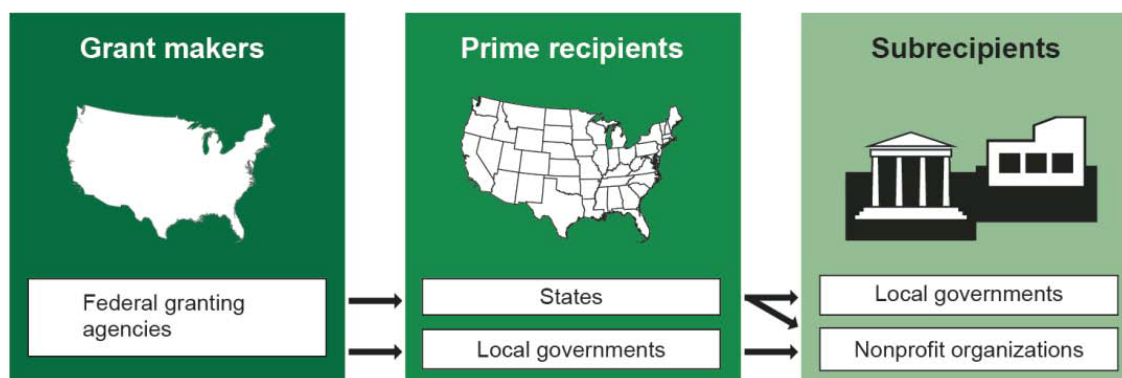 Grant makers
Prime recipients
Subrecipients
Federal granting
agencies
States
Local governments
Local governments
Nonprofit organizations